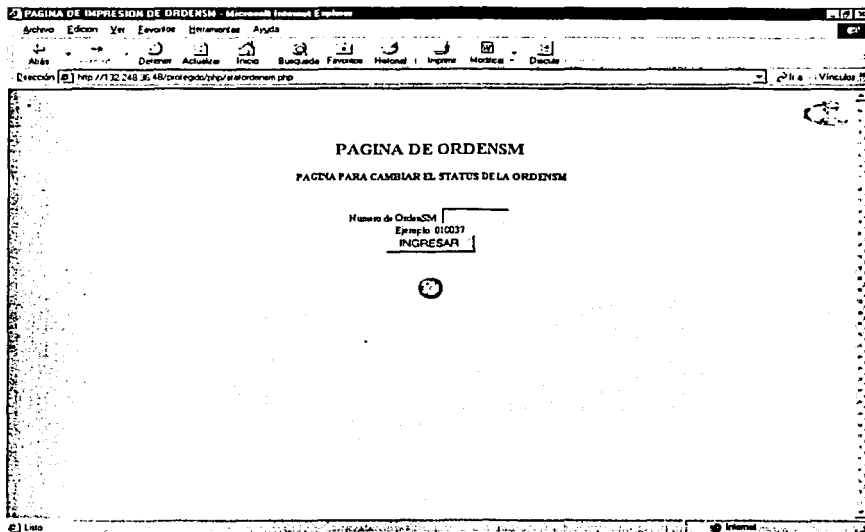 PAGINA DE IMPRESION DE ORDENSM - Microsoft Internet Explorer
Archivo Edicion Ver Favoritos Herramientas Ayuda
Atrás Detener Actualizar Inicio Busqueda Favoritos Historial Imprimir Modificar Discutir
Dirección http://132.248.36.48/protegido/php/statordensm.php Ir a Vínculos
PAGINA DE ORDENSM
PAGINA PARA CAMBIAR EL STATUS DE LA ORDENSM
Numero de OrdenSM
Ejemplo 010037
INGRESAR
Listo Internet